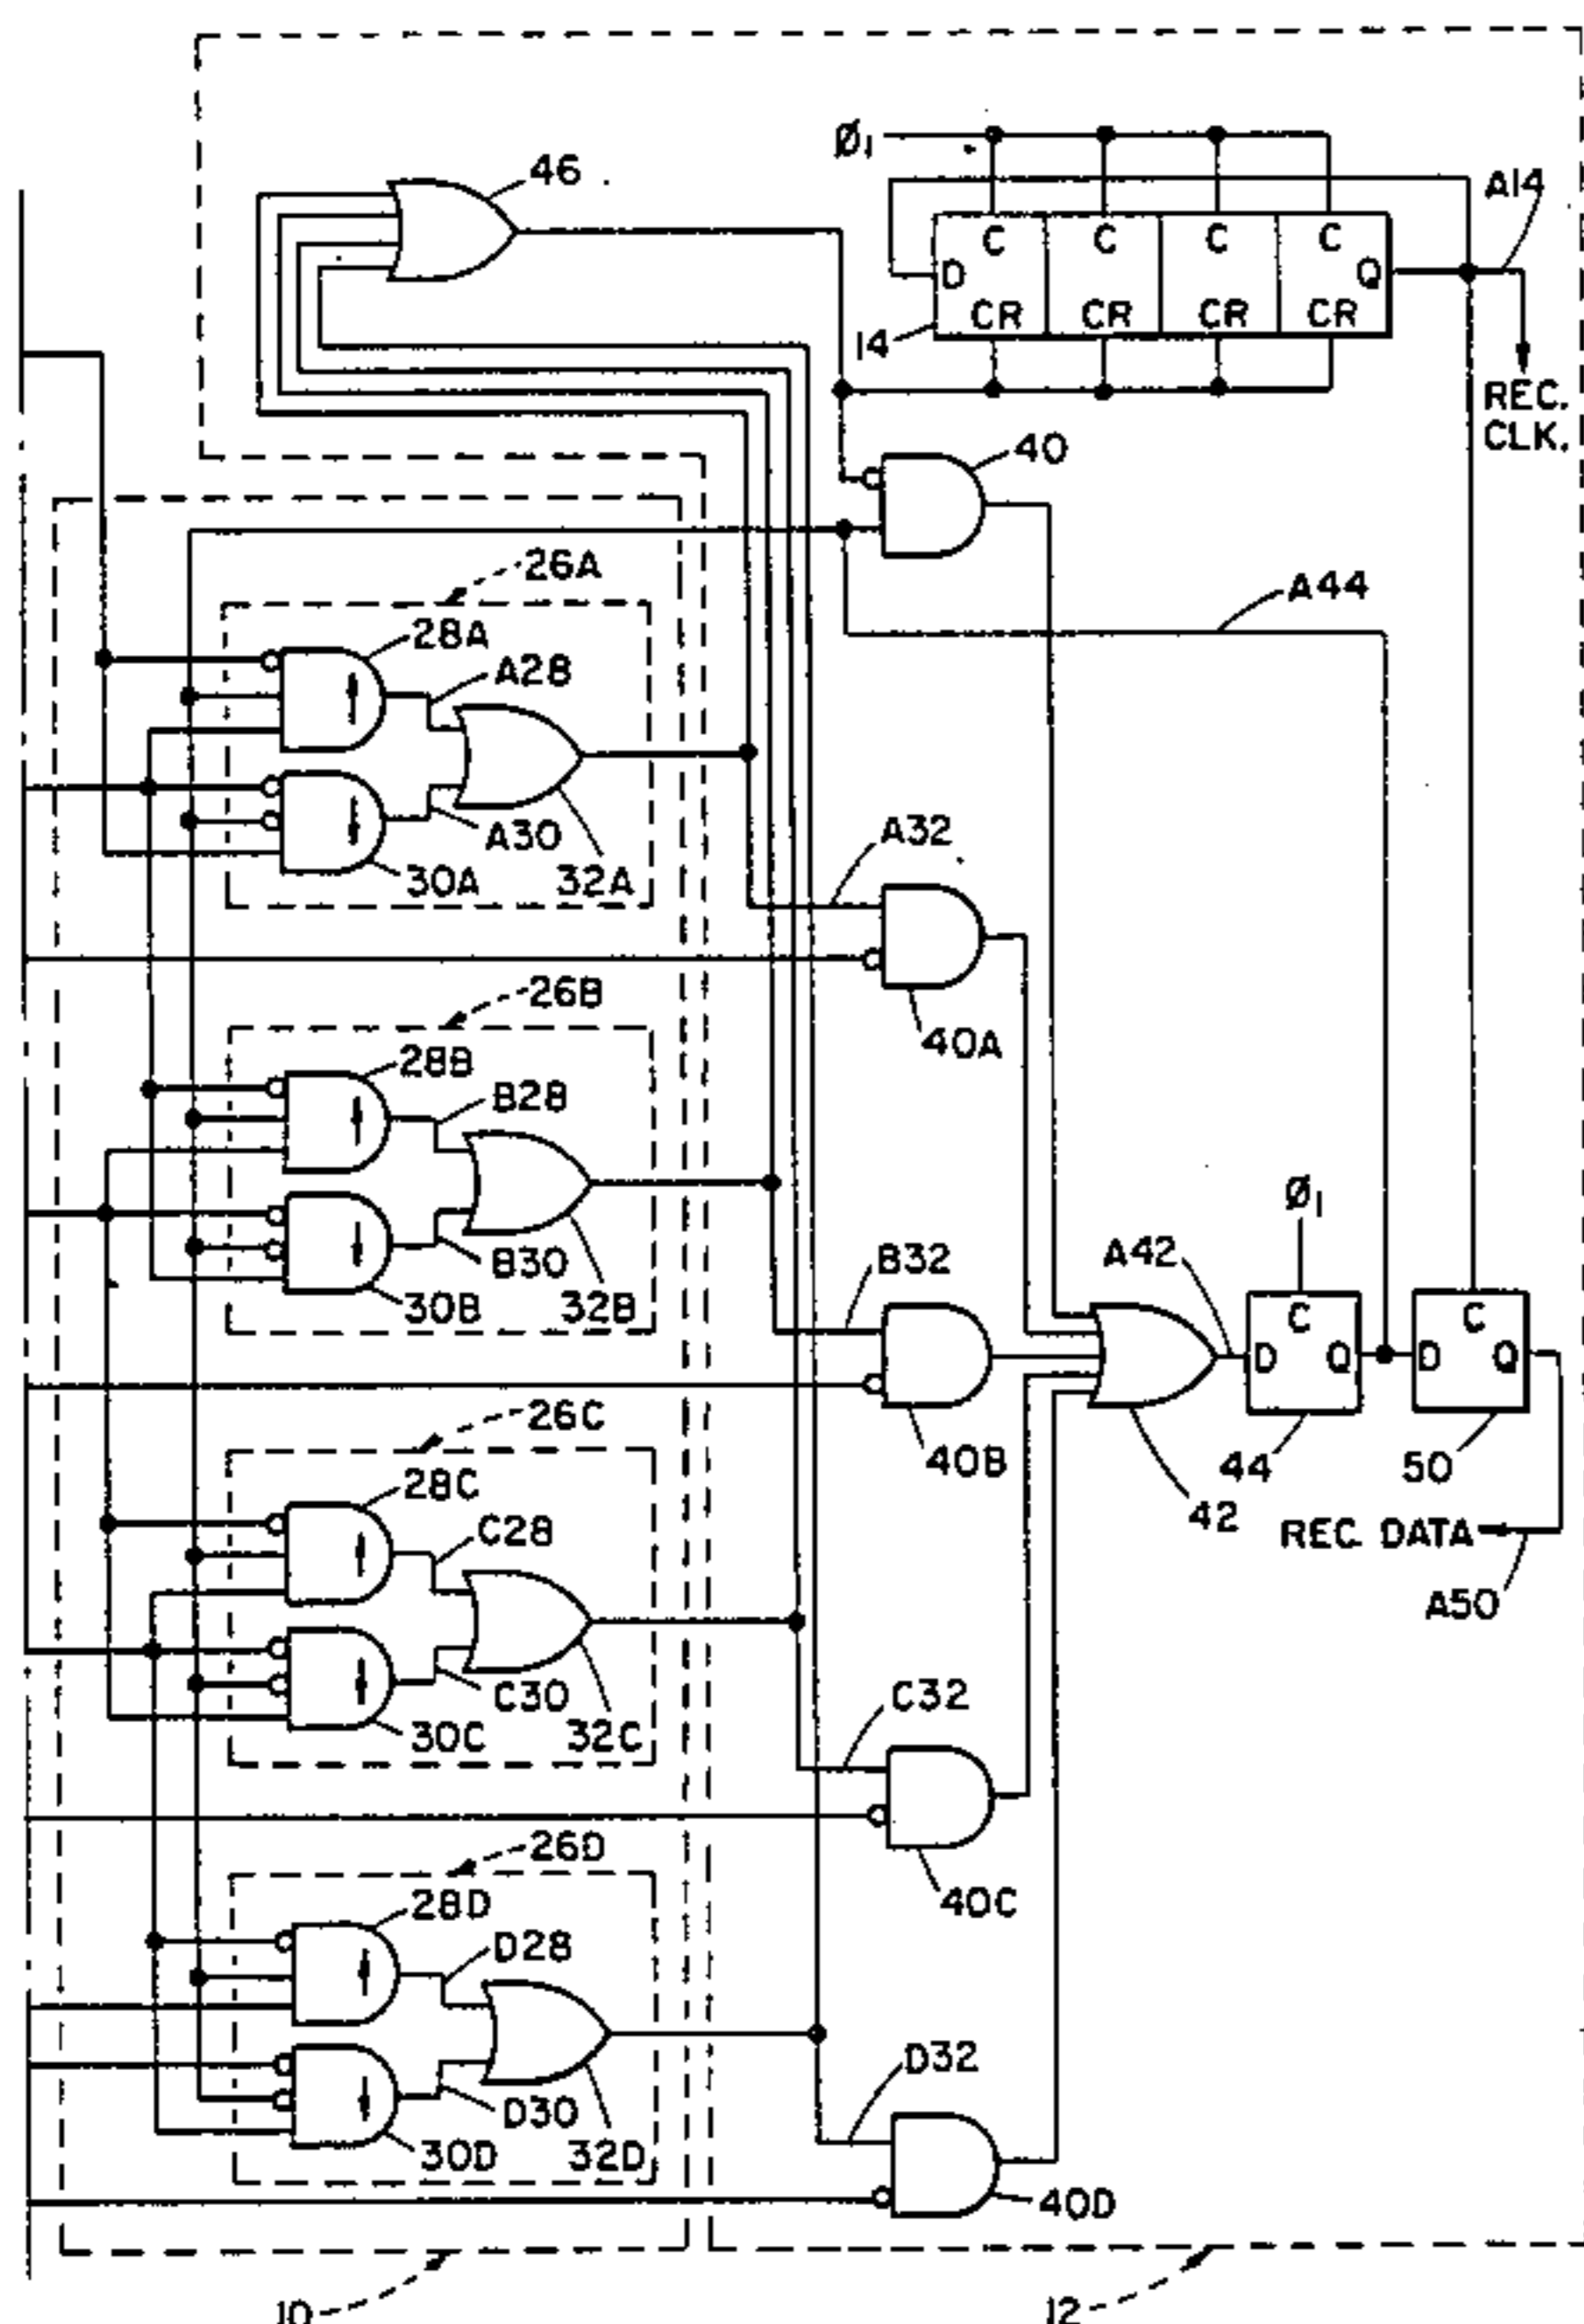 46
Ø1
A14
C C C C
D Q
CR CR CR CR
14
REC.
CLK.
40
26A
28A
A28
A44
A30
30A
32A
A32
40A
26B
28B
B28
B30
30B
32B
B32
Ø1
A42
C
D Q
C
D Q
40B
44
50
42
REC. DATA
A50
26C
28C
C28
C30
30C
32C
C32
40C
26D
28D
D28
D30
30D
32D
D32
40D
10
12